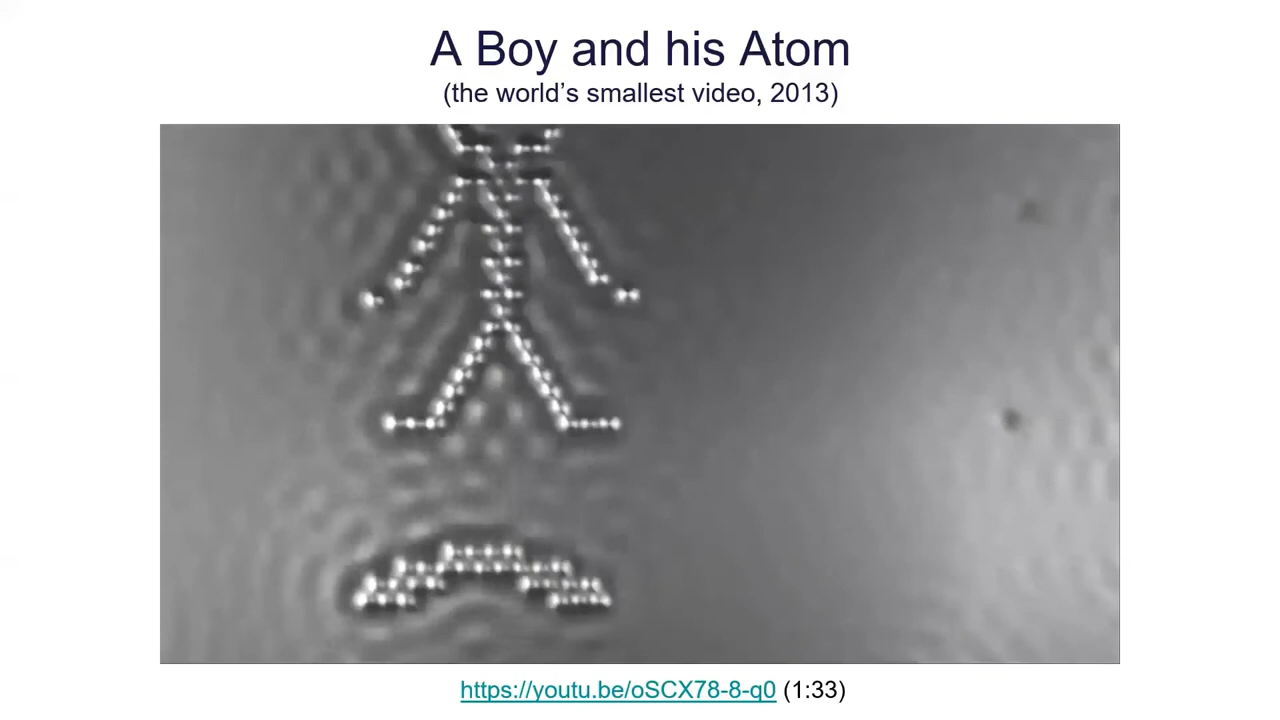 A Boy and his Atom
(the world’s smallest video, 2013)
https://youtu.be/oSCX78-8-q0 (1:33)